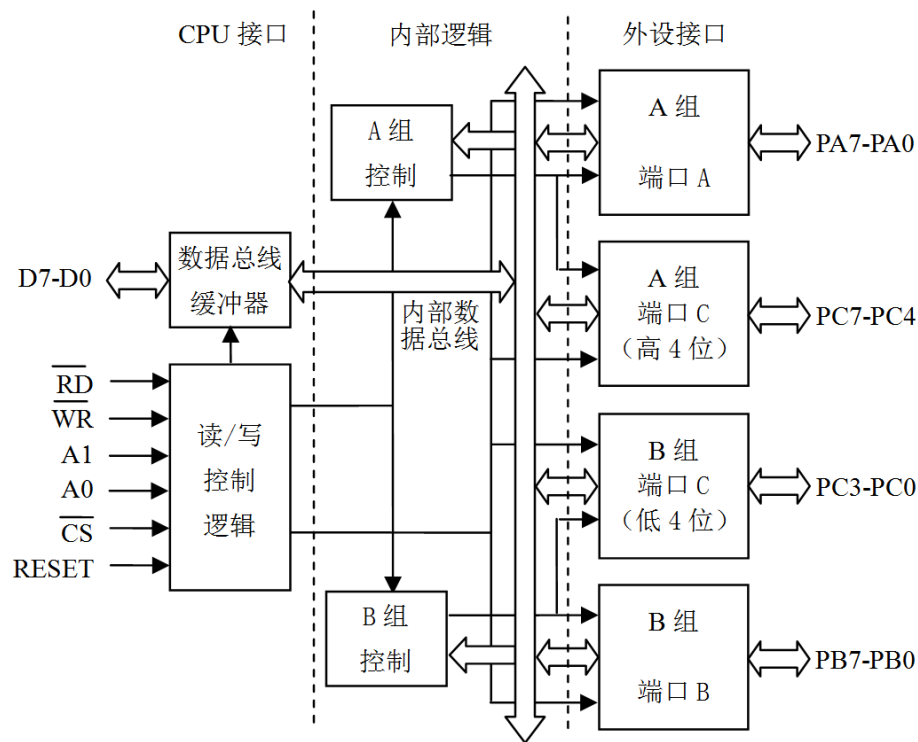 CPU 接口
内部逻辑
外设接口
A 组
控制
A 组
端口 A
PA7-PA0
D7-D0
数据总线
缓冲器
内部数
据总线
A 组
端口 C
（高 4 位）
PC7-PC4
RD
WR
A1
A0
CS
RESET
读/写
控制
逻辑
B 组
端口 C
（低 4 位）
PC3-PC0
B 组
控制
B 组
端口 B
PB7-PB0